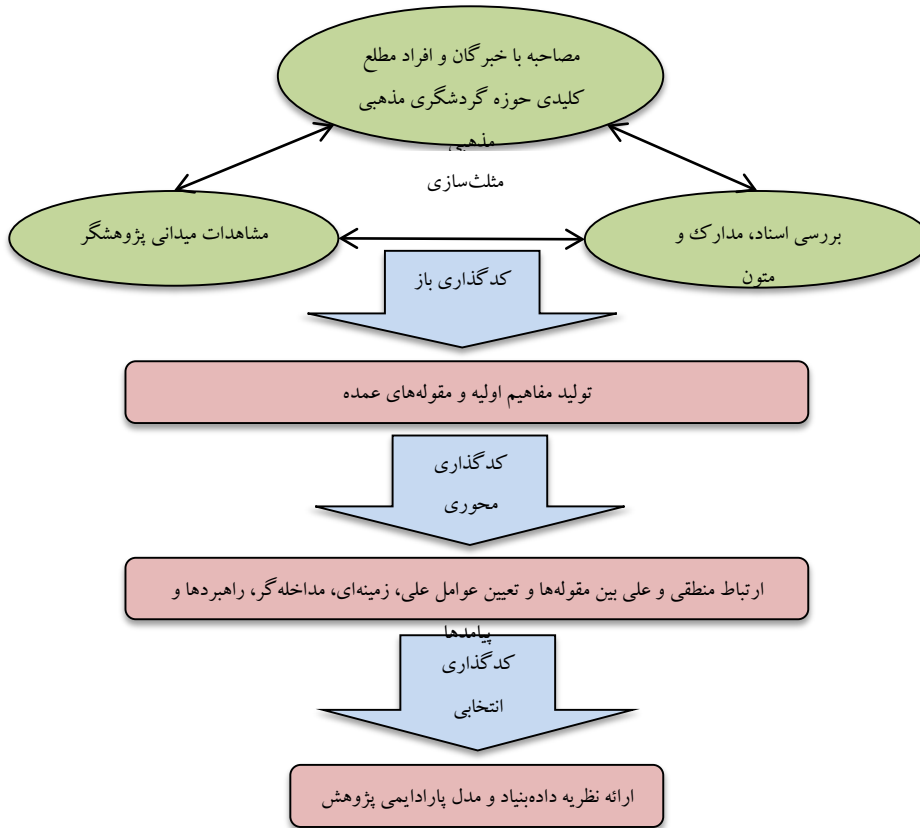 مصاحبه با خبرگان و افراد مطلع
کلیدی حوزه گردشگری مذهبی
مذهبی
مثلث‌سازی
بررسی اسناد، مدارک و
متون
مشاهدات میدانی پژوهشگر
کدگذاری باز
تولید مفاهیم اولیه و مقوله‌های عمده
کدگذاری
محوری
ارتباط منطقی و علی بین مقوله‌ها و تعیین عوامل علی، زمینه‌ای، مداخله‌گر، راهبردها و
پیامدها
کدگذاری
انتخابی
ارائه نظریه داده‌بنیاد و مدل پارادایمی پژوهش